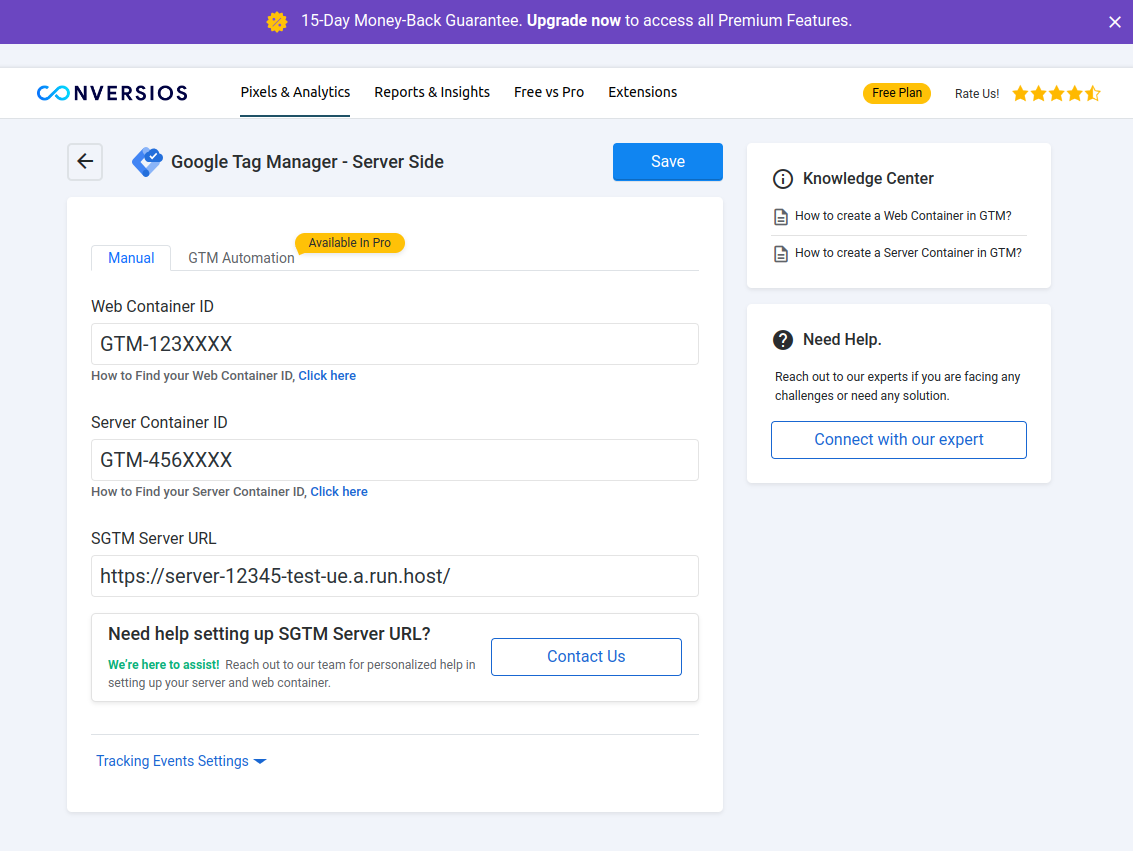 15-Day Money-Back Guarantee. Upgrade now to access all Premium Features.
CONVERSIOS
Pixels & Analytics
Reports & Insights
Free vs Pro
Extensions
Free Plan
Rate Us!
Google Tag Manager - Server Side
Save
Manual
GTM Automation
Available In Pro
Web Container ID
GTM-123XXXX
How to Find your Web Container ID, Click here
Server Container ID
GTM-456XXXX
How to Find your Server Container ID, Click here
SGTM Server URL
https://server-12345-test-ue.a.run.host/
Need help setting up SGTM Server URL?
We're here to assist! Reach out to our team for personalized help in
setting up your server and web container.
Contact Us
Tracking Events Settings
Knowledge Center
How to create a Web Container in GTM?
How to create a Server Container in GTM?
Need Help.
Reach out to our experts if you are facing any
challenges or need any solution.
Connect with our expert